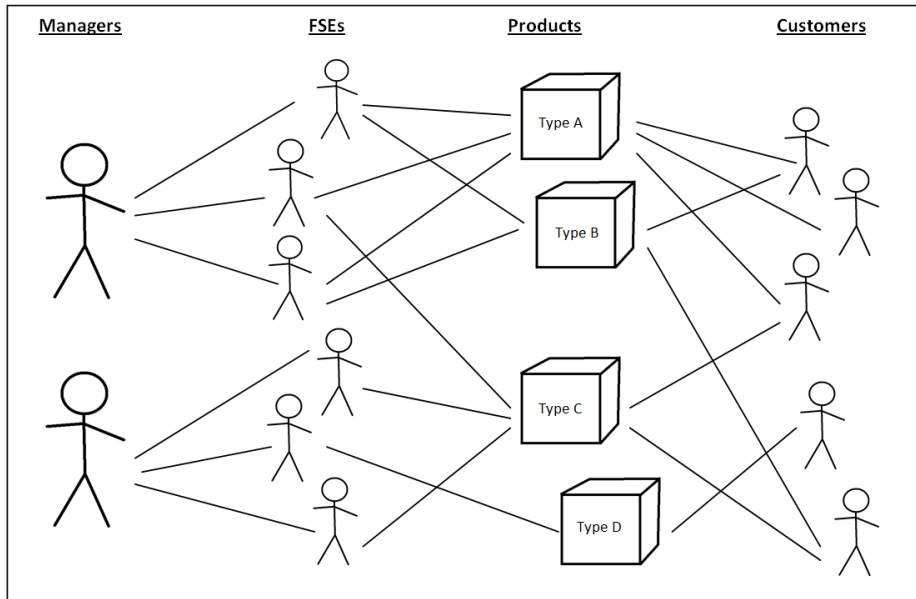 Managers FSEs Products Customers
Type A
Type B
Type C
Type D